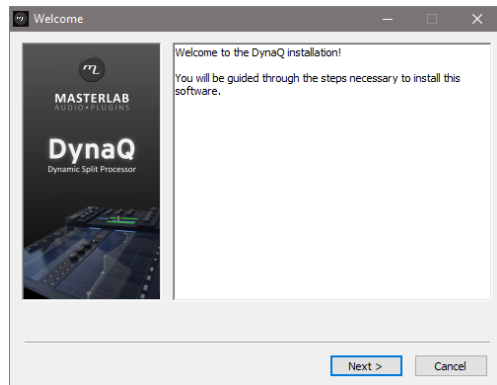 Welcome
MASTERLAB
AUDIO+PLUGINS
DynaQ
Dynamic Split Processor
Welcome to the DynaQ installation!
You will be guided through the steps necessary to install this
software.
Next >
Cancel